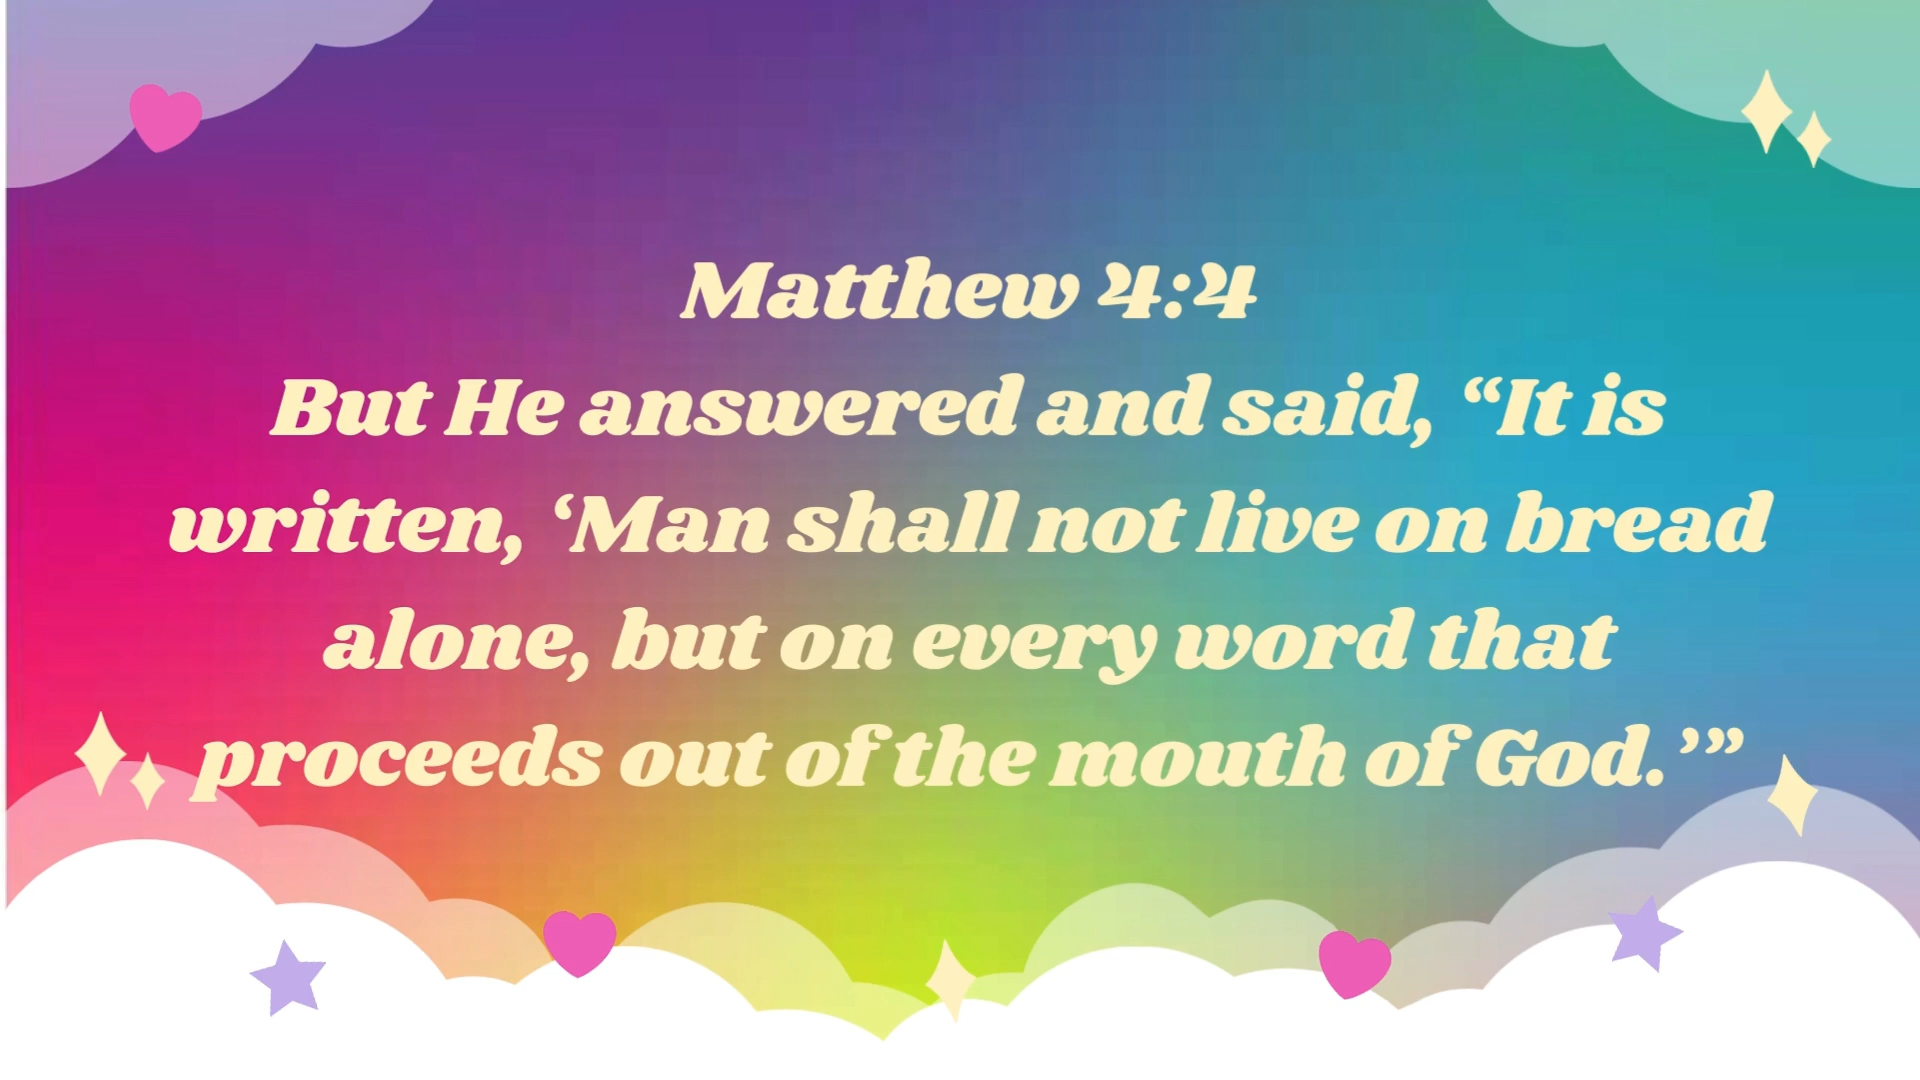 Matthew 4:4
But He answered and said, “It is
written, ‘Man shall not live on bread
alone, but on every word that
proceeds out of the mouth of God.’”